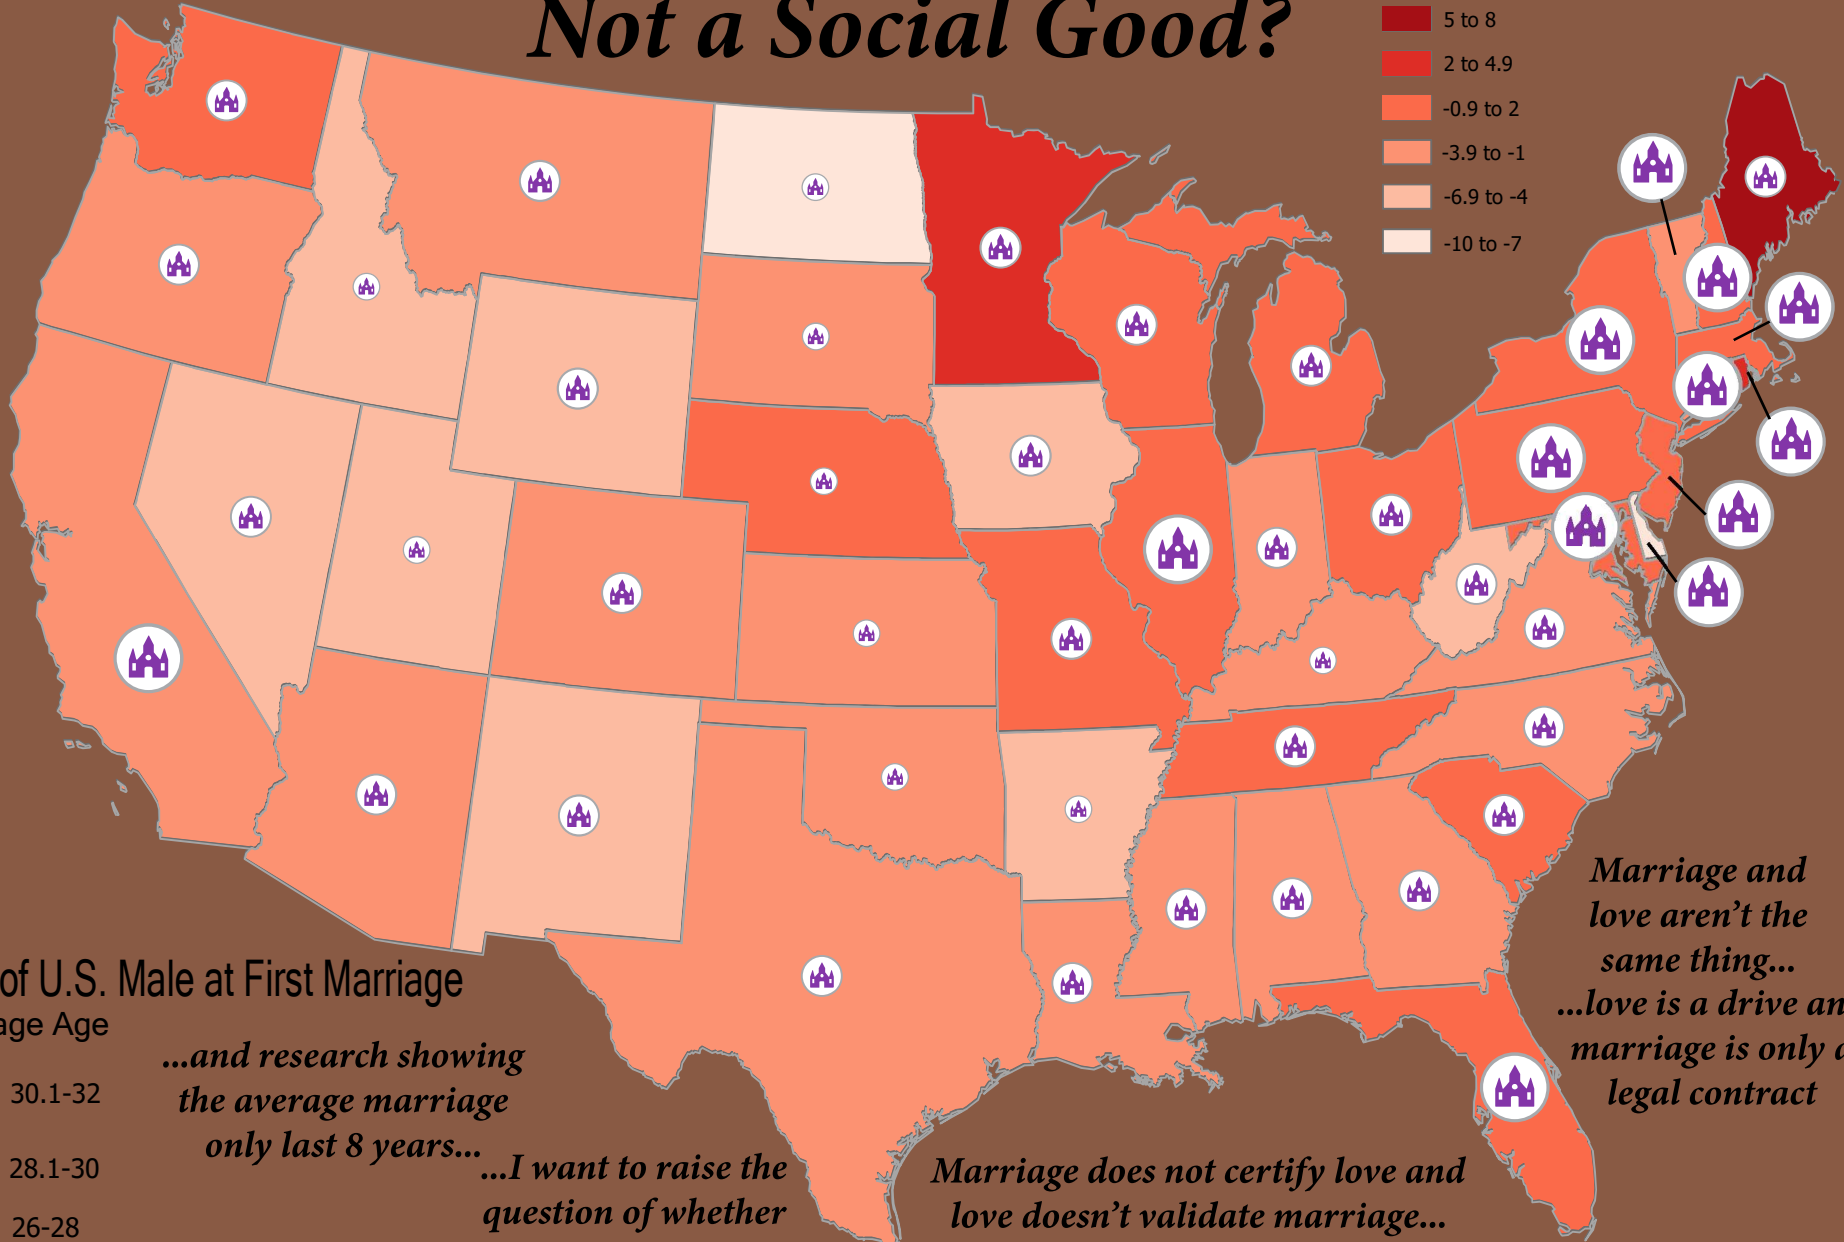 Not a Social Good?
5 to 8
2 to 4.9
-0.9 to 2
-3.9 to -1
-6.9 to -4
-10 to -7
Marriage and
love aren't the
same thing...
...love is a drive an
marriage is only a
legal contract
of U.S. Male at First Marriage
age Age
30.1-32
28.1-30
26-28
...and research showing
the average marriage
only last 8 years...
...I want to raise the
question of whether
Marriage does not certify love and
love doesn't validate marriage...